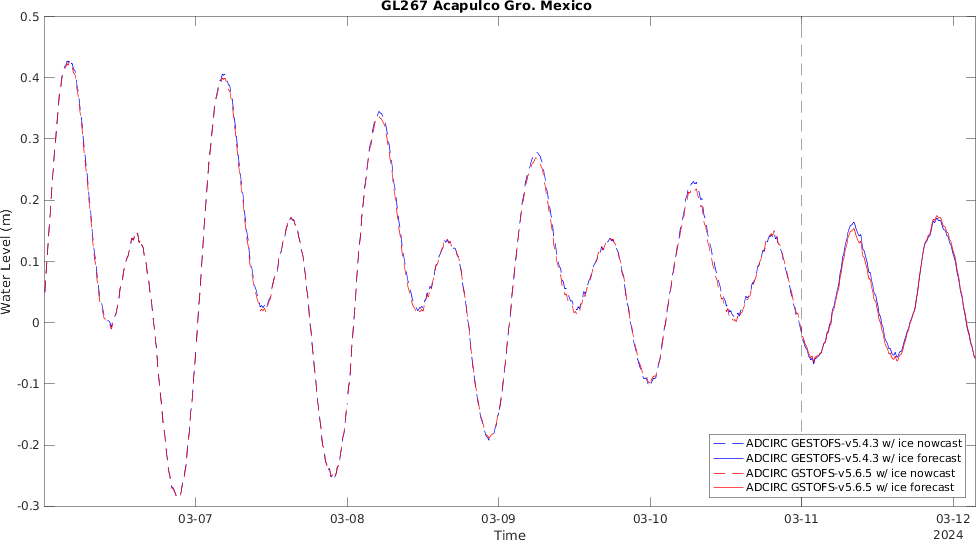 GL267 Acapulco Gro. Mexico
0.5
0.4
0.3
0.2
0.1
0
-0.1
-0.2
-0.3
Water Level (m)
ADCIRC GESTOFS-v5.4.3 w/ ice nowcast
ADCIRC GESTOFS-v5.4.3 w/ ice forecast
ADCIRC GSTOFS-v5.6.5 w/ ice nowcast
ADCIRC GSTOFS-v5.6.5 w/ ice forecast
03-07 03-08 03-09 03-10 03-11 03-12
Time 2024